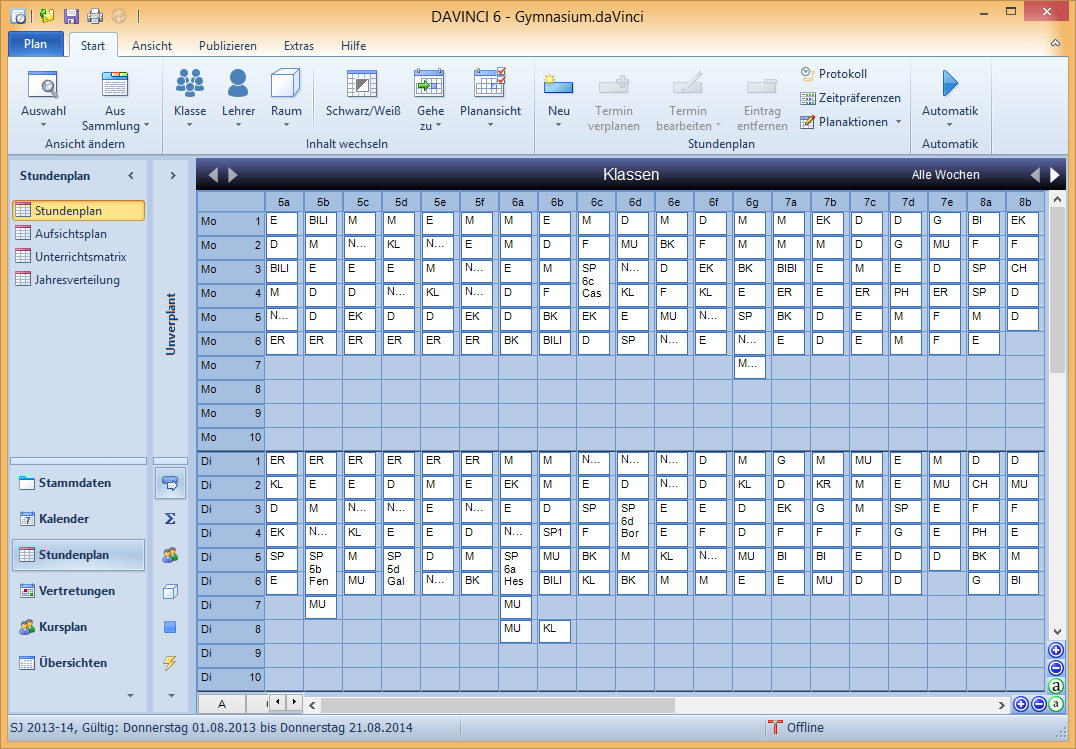 DAVINCI 6 - Gymnasium.daVinci
Plan Start Ansicht Publizieren Extras Hilfe
Auswahl Aus Sammlung Klasse Lehrer Raum Schwarz/Weiß Gehe zu Planansicht Neu Termin verplanen Termin bearbeiten Eintrag entfernen Protokoll Zeitpräferenzen Planaktionen Automatik
Ansicht ändern Inhalt wechseln Stundenplan Automatik
Stundenplan
Stundenplan
Aufsichtsplan
Unterrichtsmatrix
Jahresverteilung
Unverplant
Stammdaten
Kalender
Stundenplan
Vertretungen
Kursplan
Übersichten
Klassen Alle Wochen
5a 5b 5c 5d 5e 5f 6a 6b 6c 6d 6e 6f 6g 7a 7b 7c 7d 7e 8a 8b
Mo 1 E BILI M M E E M E M D M D M M EK D D G BI EK
Mo 2 D M N... KL N... E M D F MU BK F M M M D G MU F F
Mo 3 BILI E E E M N... E M SP 6c Cas N... D EK BK BIBI E M E D SP CH
Mo 4 M D D N... KL N... D F KL F KL E ER E ER PH ER SP D
Mo 5 N... D EK D D EK D BK EK E MU N... SP BK D E M F M D
Mo 6 ER ER ER ER ER ER BK BILI D SP N... E N... E D E M F E
Mo 7 M...
Mo 8
Mo 9
Mo 10
Di 1 ER ER ER ER ER ER M M N... N... N... D M G M MU E M D D
Di 2 KL E E D M E EK M E D N... D KL D KR M E MU CH MU
Di 3 D M N... N... E N... E D SP SP 6d Bor E E D EK G M SP E F F
Di 4 EK N... KL E E D N... SP1 F E F D F F F G E PH E
Di 5 SP SP 5b Fen M SP 5d Gal D M SP 6a Hes MU BK M KL N... MU BI BI E D D BK M
Di 6 E MU N... BK BILI KL BK M M E E MU D D G BI
Di 7 MU MU
Di 8 MU KL
Di 9
Di 10
A
SJ 2013-14, Gültig: Donnerstag 01.08.2013 bis Donnerstag 21.08.2014 Offline